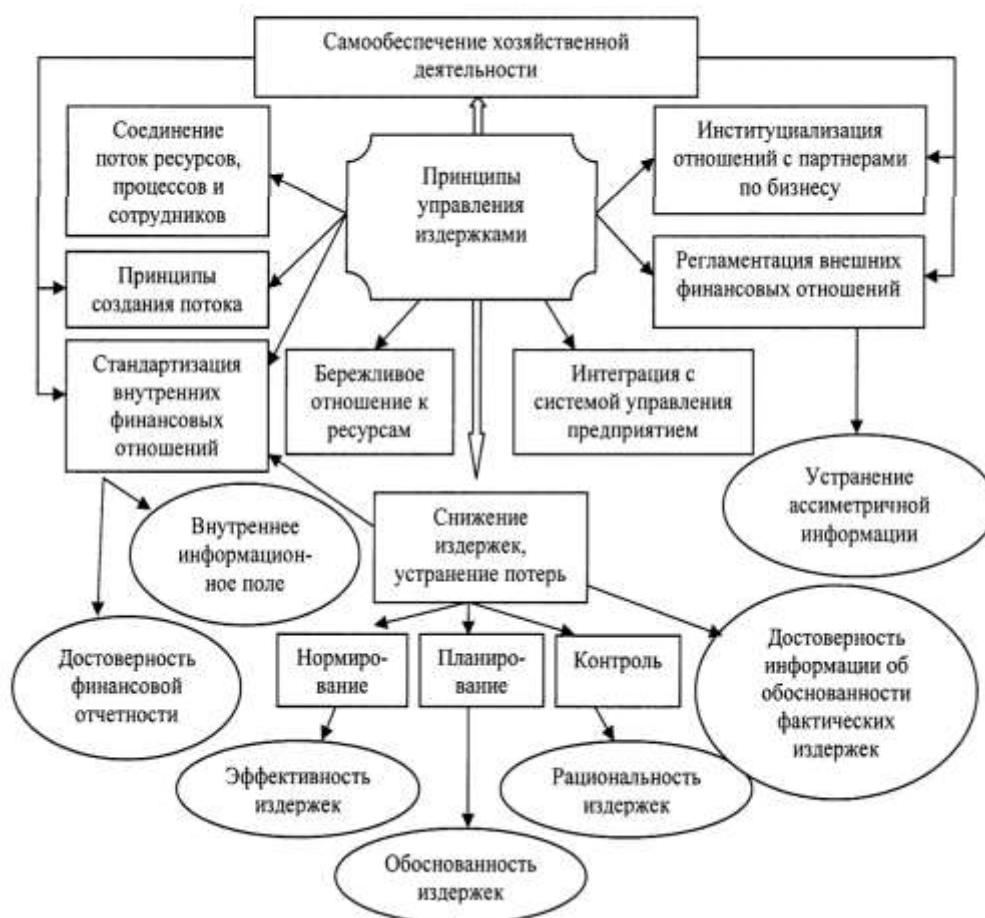 Самообеспечение хозяйственной
деятельности
Соединение
поток ресурсов,
процессов и
сотрудников
Принципы
управления
издержками
Институциализация
отношений с партнерами
по бизнесу
Принципы
создания потока
Регламентация внешних
финансовых отношений
Стандартизация
внутренних
финансовых
отношений
Бережливое
отношение к
ресурсам
Интеграция с
системой управления
предприятием
Устранение
ассиметричной
информации
Внутреннее
информацион-
ное поле
Снижение
издержек,
устранение потерь
Достоверность
финансовой
отчетности
Нормиро-
вание
Планиро-
вание
Контроль
Достоверность
информации об
обоснованности
фактических
издержек
Эффективность
издержек
Рациональность
издержек
Обоснованность
издержек